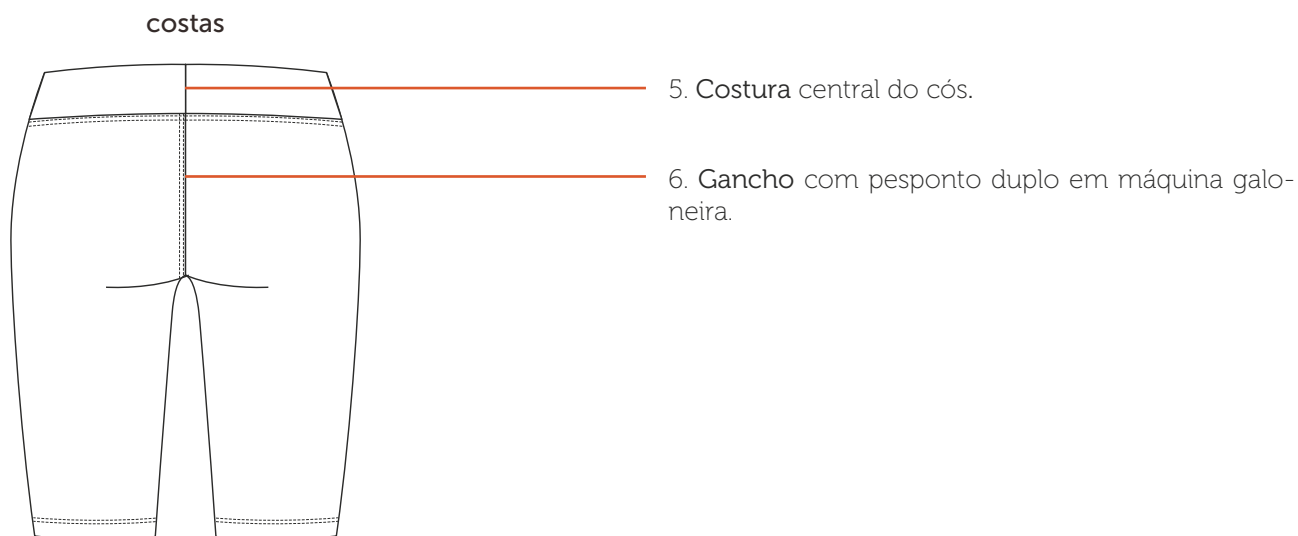 costas
5. Costura central do cós.
6. Gancho com pesponto duplo em máquina galo-
neira.